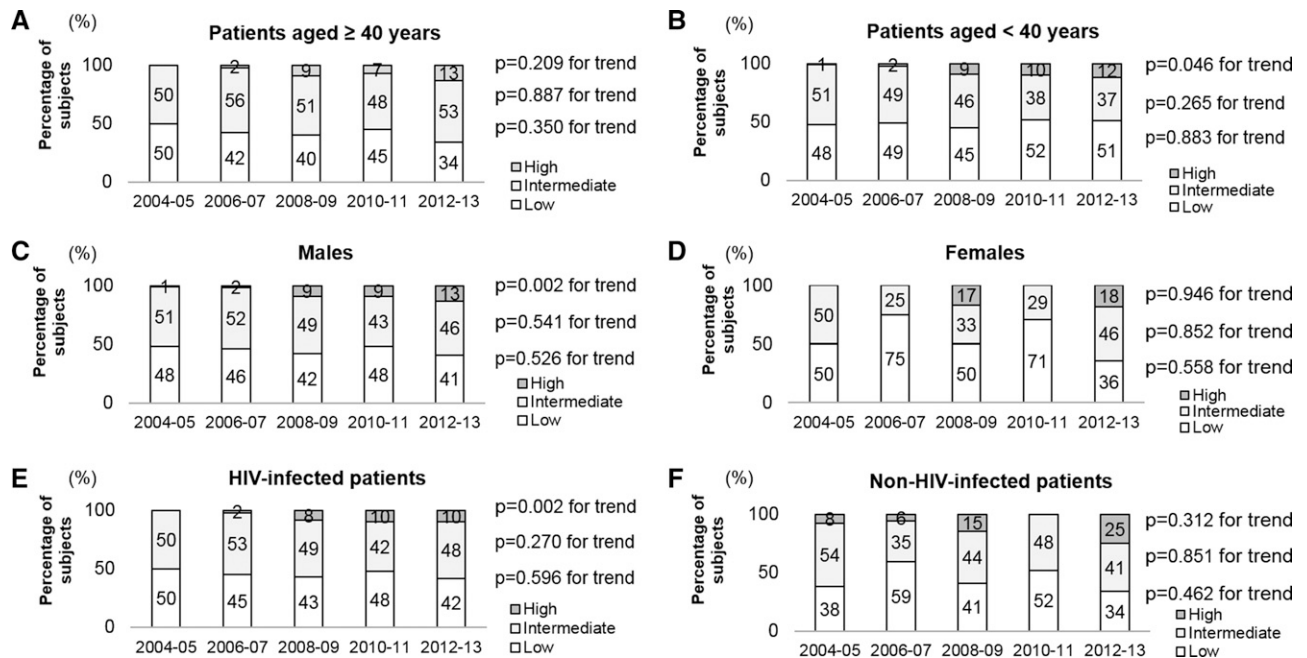 A (%) Patients aged ≥ 40 years
Percentage of subjects
100
50
0
2 9 7 13
50 56 51 48 53
50 42 40 45 34
2004-05 2006-07 2008-09 2010-11 2012-13
p=0.209 for trend
p=0.887 for trend
p=0.350 for trend
High
Intermediate
Low
B (%) Patients aged < 40 years
Percentage of subjects
100
50
0
1 2 9 10 12
51 49 46 38 37
48 49 45 52 51
2004-05 2006-07 2008-09 2010-11 2012-13
p=0.046 for trend
p=0.265 for trend
p=0.883 for trend
High
Intermediate
Low
C (%) Males
Percentage of subjects
100
50
0
1 2 9 9 13
51 52 49 43 46
48 46 42 48 41
2004-05 2006-07 2008-09 2010-11 2012-13
p=0.002 for trend
p=0.541 for trend
p=0.526 for trend
High
Intermediate
Low
D (%) Females
Percentage of subjects
100
50
0
17 18
50 25 33 29 46
50 75 50 71 36
2004-05 2006-07 2008-09 2010-11 2012-13
p=0.946 for trend
p=0.852 for trend
p=0.558 for trend
High
Intermediate
Low
E (%) HIV-infected patients
Percentage of subjects
100
50
0
2 8 10 10
50 53 49 42 48
50 45 43 48 42
2004-05 2006-07 2008-09 2010-11 2012-13
p=0.002 for trend
p=0.270 for trend
p=0.596 for trend
High
Intermediate
Low
F (%) Non-HIV-infected patients
Percentage of subjects
100
50
0
8 6 15 25
54 35 44 48 41
38 59 41 52 34
2004-05 2006-07 2008-09 2010-11 2012-13
p=0.312 for trend
p=0.851 for trend
p=0.462 for trend
High
Intermediate
Low